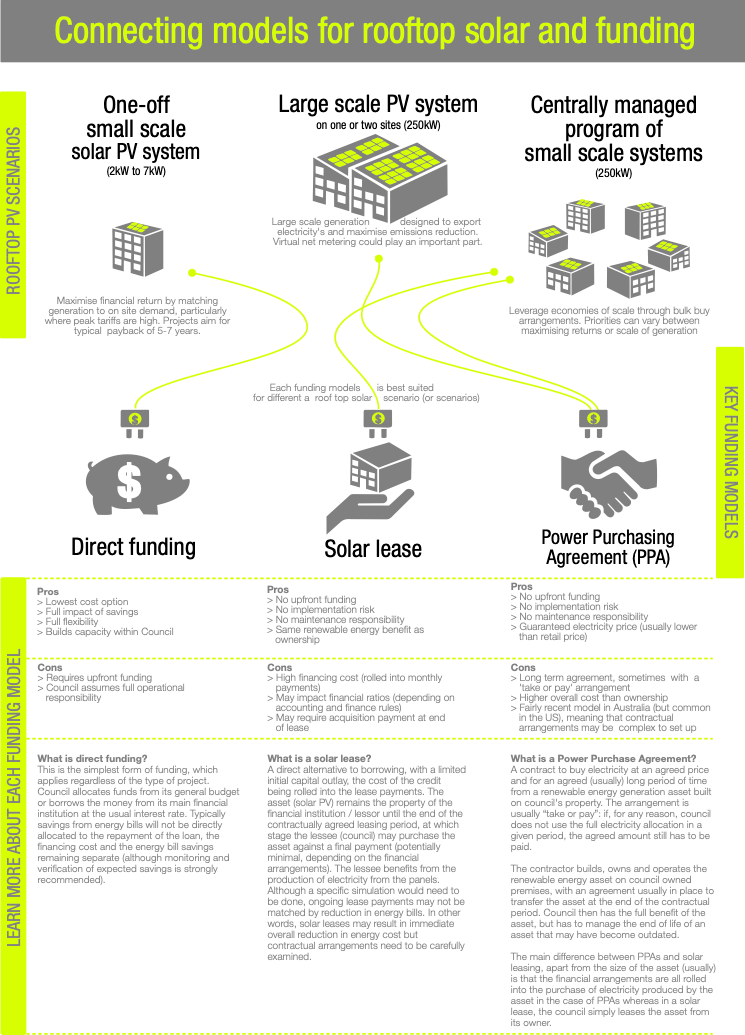 Connecting models for rooftop solar and funding
ROOFTOP PV SCENARIOS
One-off
small scale
solar PV system
(2kW to 7kW)
Maximise financial return by matching
generation to on site demand, particularly
where peak tariffs are high. Projects aim for
typical payback of 5-7 years.
Large scale PV system
on one or two sites (250kW)
Large scale generation designed to export
electricity's and maximise emissions reduction.
Virtual net metering could play an important part.
Centrally managed
program of
small scale systems
(250kW)
Leverage economies of scale through bulk buy
arrangements. Priorities can vary between
maximising returns or scale of generation
Each funding models is best suited
for different a roof top solar scenario (or scenarios)
KEY FUNDING MODELS
$
$
$
$
Direct funding
Solar lease
Power Purchasing
Agreement (PPA)
LEARN MORE ABOUT EACH FUNDING MODEL
Pros
> Lowest cost option
> Full impact of savings
> Full flexibility
> Builds capacity within Council
Cons
> Requires upfront funding
> Council assumes full operational
responsibility
What is direct funding?
This is the simplest form of funding, which
applies regardless of the type of project.
Council allocates funds from its general budget
or borrows the money from its main financial
institution at the usual interest rate. Typically
savings from energy bills will not be directly
allocated to the repayment of the loan, the
financing cost and the energy bill savings
remaining separate (although monitoring and
verification of expected savings is strongly
recommended).
Pros
> No upfront funding
> No implementation risk
> No maintenance responsibility
> Same renewable energy benefit as
ownership
Cons
> High financing cost (rolled into monthly
payments)
> May impact financial ratios (depending on
accounting and finance rules)
> May require acquisition payment at end
of lease
What is a solar lease?
A direct alternative to borrowing, with a limited
initial capital outlay, the cost of the credit
being rolled into the lease payments. The
asset (solar PV) remains the property of the
financial institution / lessor until the end of the
contractually agreed leasing period, at which
stage the lessee (council) may purchase the
asset against a final payment (potentially
minimal, depending on the financial
arrangements). The lessee benefits from the
production of electricity from the panels.
Although a specific simulation would need to
be done, ongoing lease payments may not be
matched by reduction in energy bills. In other
words, solar leases may result in immediate
overall reduction in energy cost but
contractual arrangements need to be carefully
examined.
Pros
> No upfront funding
> No implementation risk
> No maintenance responsibility
> Guaranteed electricity price (usually lower
than retail price)
Cons
> Long term agreement, sometimes with a
'take or pay' arrangement
> Higher overall cost than ownership
> Fairly recent model in Australia (but common
in the US), meaning that contractual
arrangements may be complex to set up
What is a Power Purchase Agreement?
A contract to buy electricity at an agreed price
and for an agreed (usually) long period of time
from a renewable energy generation asset built
on council's property. The arrangement is
usually "take or pay": if, for any reason, council
does not use the full electricity allocation in a
given period, the agreed amount still has to be
paid.
The contractor builds, owns and operates the
renewable energy asset on council owned
premises, with an agreement usually in place to
transfer the asset at the end of the contractual
period. Council then has the full benefit of the
asset, but has to manage the end of life of an
asset that may have become outdated.
The main difference between PPAs and solar
leasing, apart from the size of the asset (usually)
is that the financial arrangements are all rolled
into the purchase of electricity produced by the
asset in the case of PPAs whereas in a solar
lease, the council simply leases the asset from
its owner.